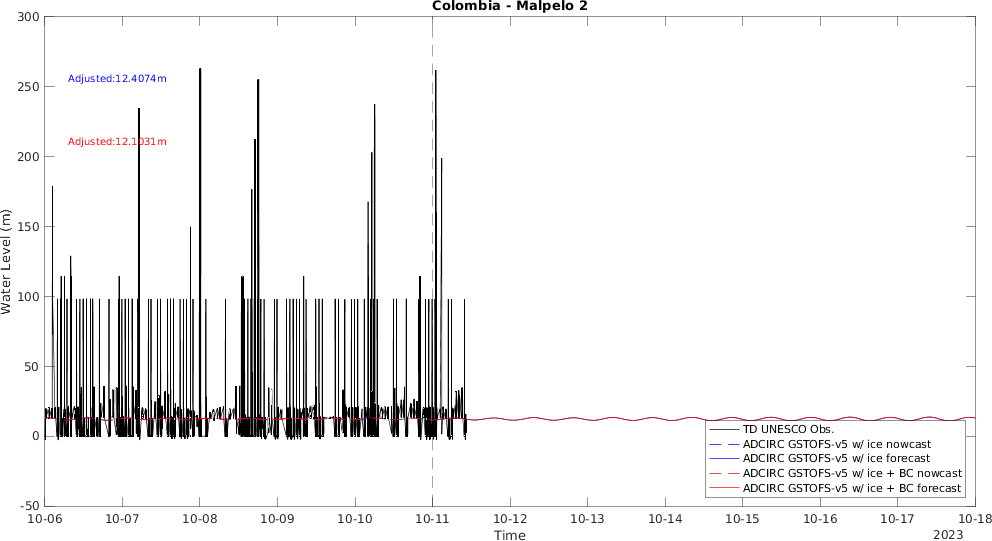 Colombia - Malpelo 2
300
250
200
150
100
50
0
-50
Water Level (m)
Adjusted:12.4074m
Adjusted:12.1031m
TD UNESCO Obs.
ADCIRC GSTOFS-v5 w/ ice nowcast
ADCIRC GSTOFS-v5 w/ ice forecast
ADCIRC GSTOFS-v5 w/ ice + BC nowcast
ADCIRC GSTOFS-v5 w/ ice + BC forecast
10-06 10-07 10-08 10-09 10-10 10-11 10-12 10-13 10-14 10-15 10-16 10-17 10-18
Time
2023